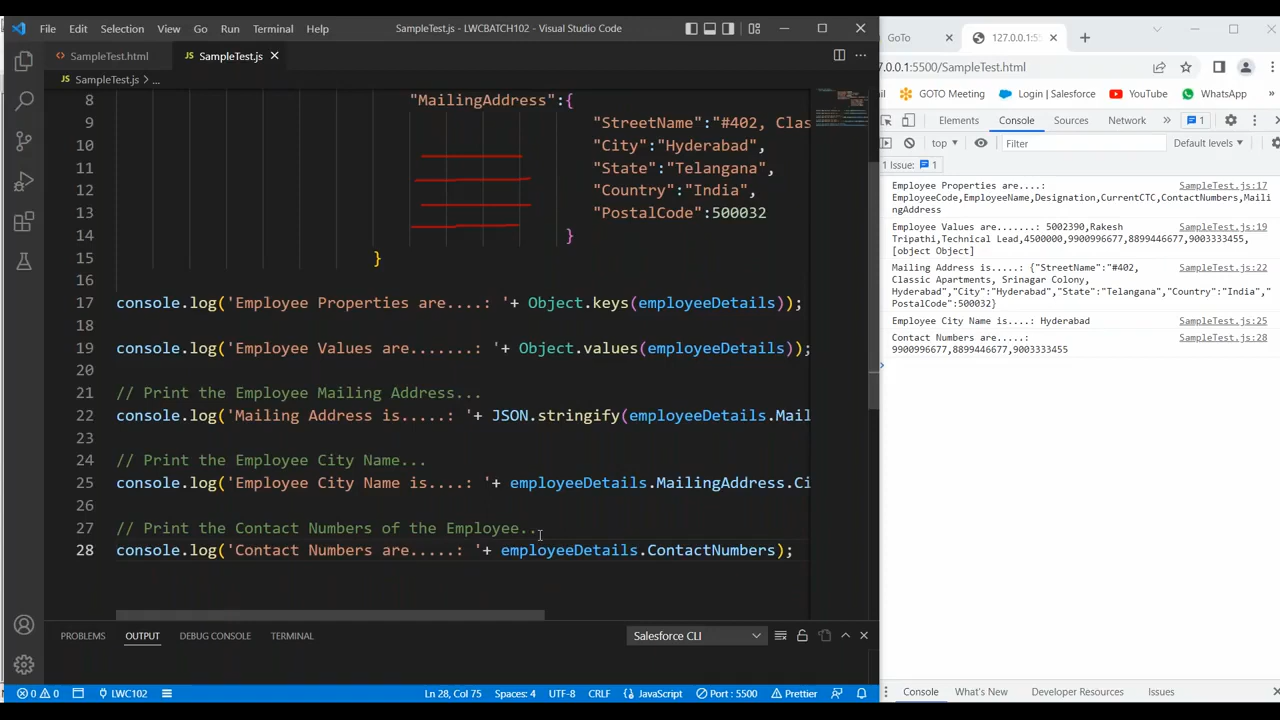 File Edit Selection View Go Run Terminal Help SampleTest.js - LWCBATCH102 - Visual Studio Code
SampleTest.html JS SampleTest.js
JS SampleTest.js > ...
8 "MailingAddress":{
9 "StreetName":"#402, Clas
10 "City":"Hyderabad",
11 "State":"Telangana",
12 "Country":"India",
13 "PostalCode":500032
14 }
15 }
16
17 console.log('Employee Properties are....: '+ Object.keys(employeeDetails));
18
19 console.log('Employee Values are.......: '+ Object.values(employeeDetails));
20
21 // Print the Employee Mailing Address...
22 console.log('Mailing Address is.....: '+ JSON.stringify(employeeDetails.Mail
23
24 // Print the Employee City Name...
25 console.log('Employee City Name is....: '+ employeeDetails.MailingAddress.Ci
26
27 // Print the Contact Numbers of the Employee...
28 console.log('Contact Numbers are.....: '+ employeeDetails.ContactNumbers);
PROBLEMS OUTPUT DEBUG CONSOLE TERMINAL Salesforce CLI
0 0 LWC102 Ln 28, Col 75 Spaces: 4 UTF-8 CRLF {} JavaScript Port : 5500 Prettier
GoTo 127.0.0.1:55
7.0.0.1:5500/SampleTest.html
GOTO Meeting Login | Salesforce YouTube WhatsApp
Elements Console Sources Network 1
top Filter Default levels
1 Issue: 1
Employee Properties are....: SampleTest.js:17
EmployeeCode,EmployeeName,Designation,CurrentCTC,ContactNumbers,Maili
ngAddress
Employee Values are.......: 5002390,Rakesh SampleTest.js:19
Tripathi,Technical Lead,4500000,9900996677,8899446677,9003333455,
[object Object]
Mailing Address is.....: {"StreetName":"#402, SampleTest.js:22
Classic Apartments, Srinagar Colony,
Hyderabad","City":"Hyderabad","State":"Telangana","Country":"India","
PostalCode":500032}
Employee City Name is....: Hyderabad SampleTest.js:25
Contact Numbers are.....: SampleTest.js:28
9900996677,8899446677,9003333455
Console What's New Developer Resources Issues